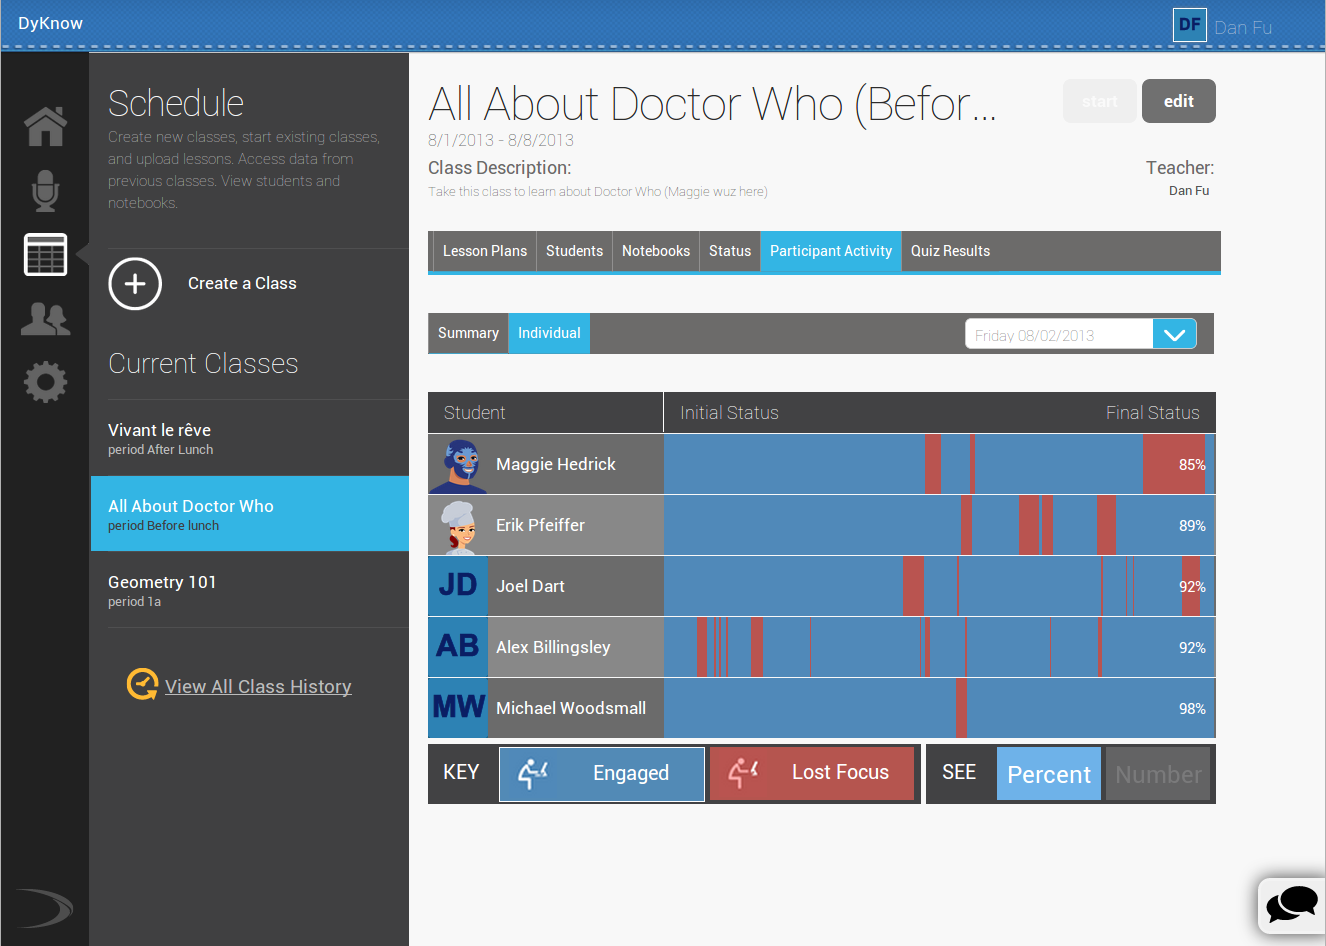 DyKnow
DF Dan Fu
Schedule
Create new classes, start existing classes,
and upload lessons. Access data from
previous classes. View students and
notebooks.
Create a Class
Current Classes
Vivant le rêve
period After Lunch
All About Doctor Who
period Before lunch
Geometry 101
period 1a
View All Class History
All About Doctor Who (Befor...
start edit
8/1/2013 - 8/8/2013
Class Description:
Teacher:
Take this class to learn about Doctor Who (Maggie wuz here)
Dan Fu
Lesson Plans Students Notebooks Status Participant Activity Quiz Results
Summary Individual Friday 08/02/2013
Student Initial Status Final Status
Maggie Hedrick 85%
Erik Pfeiffer 89%
JD Joel Dart 92%
AB Alex Billingsley 92%
MW Michael Woodsmall 98%
KEY Engaged Lost Focus SEE Percent Number